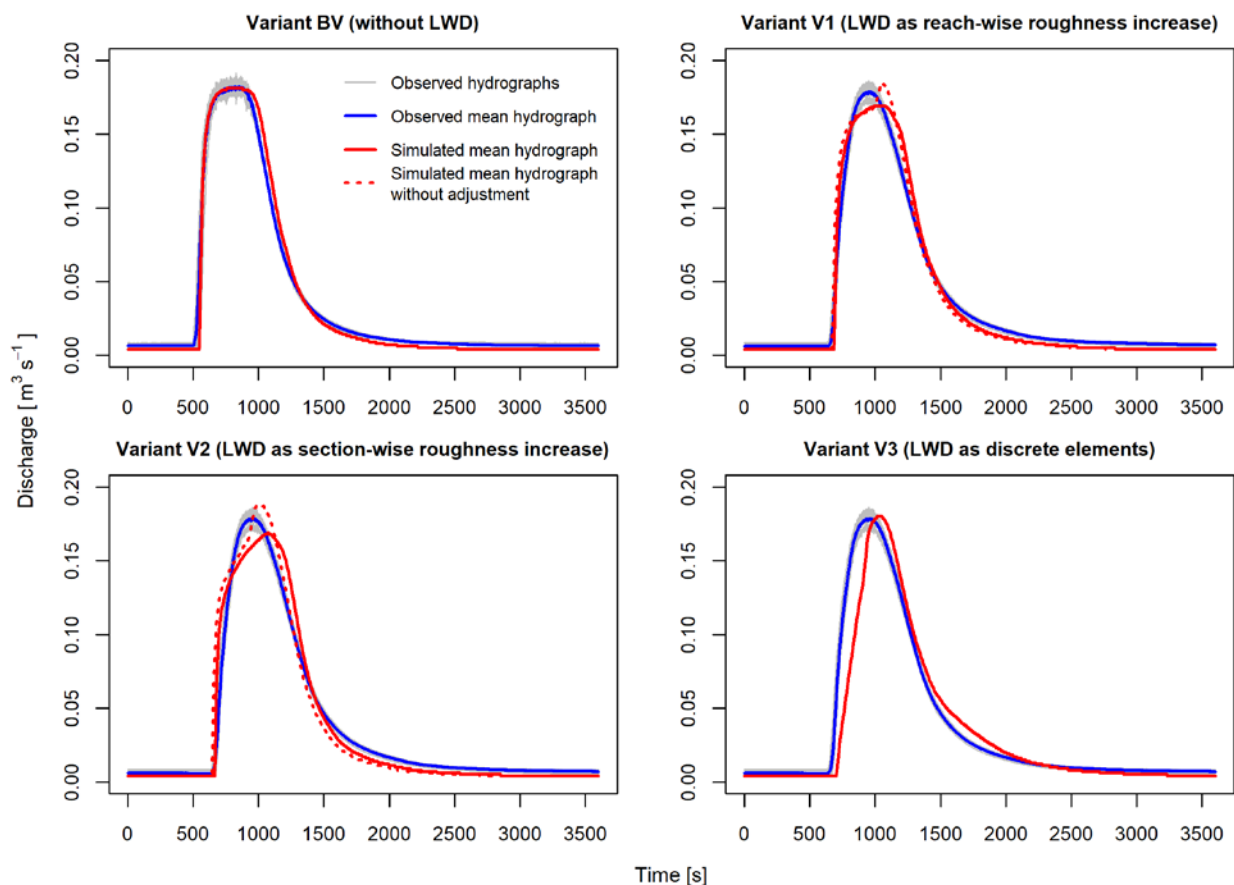 Variant BV (without LWD)
Variant V1 (LWD as reach-wise roughness increase)
0.20
0.15
0.10
0.05
0.00
Observed hydrographs
Observed mean hydrograph
Simulated mean hydrograph
Simulated mean hydrograph
without adjustment
0 500 1000 1500 2000 2500 3000 3500
0.20
0.15
0.10
0.05
0.00
0 500 1000 1500 2000 2500 3000 3500
Variant V2 (LWD as section-wise roughness increase)
Variant V3 (LWD as discrete elements)
0.20
0.15
0.10
0.05
0.00
0 500 1000 1500 2000 2500 3000 3500
0.20
0.15
0.10
0.05
0.00
0 500 1000 1500 2000 2500 3000 3500
Discharge [ m³ s⁻¹ ]
Time [s]